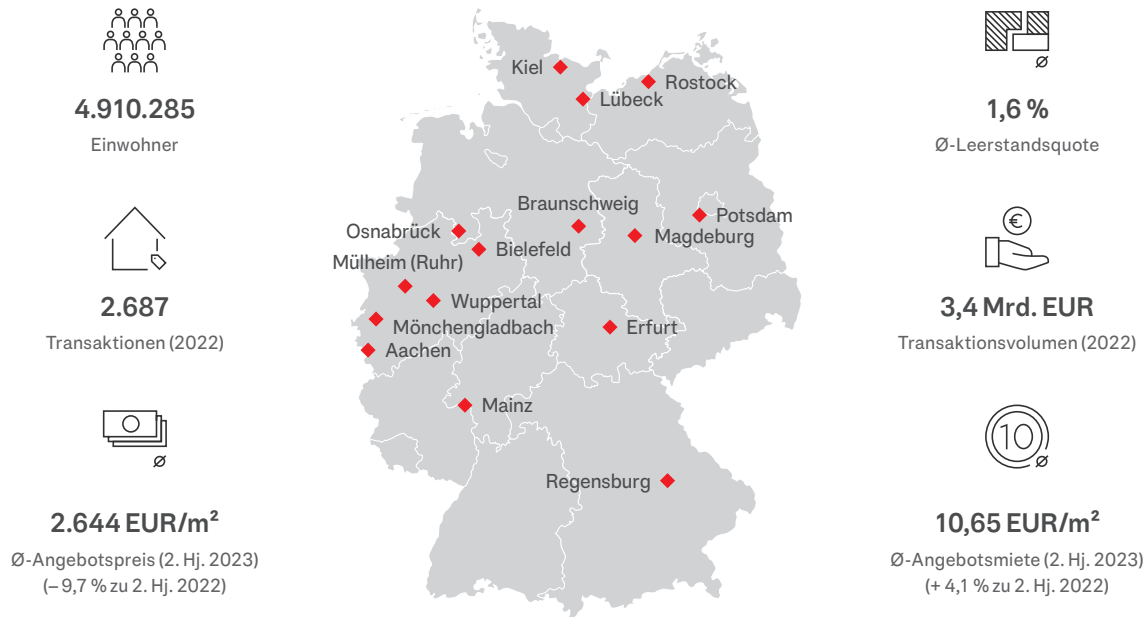 4.910.285
Einwohner
2.687
Transaktionen (2022)
Ø
2.644 EUR/m²
Ø-Angebotspreis (2. Hj. 2023)
(– 9,7 % zu 2. Hj. 2022)
Kiel
Rostock
Lübeck
Braunschweig
Potsdam
Osnabrück
Magdeburg
Bielefeld
Mülheim (Ruhr)
Wuppertal
Mönchengladbach
Erfurt
Aachen
Mainz
Regensburg
Ø
1,6 %
Ø-Leerstandsquote
€
3,4 Mrd. EUR
Transaktionsvolumen (2022)
10
Ø
10,65 EUR/m²
Ø-Angebotsmiete (2. Hj. 2023)
(+ 4,1 % zu 2. Hj. 2022)